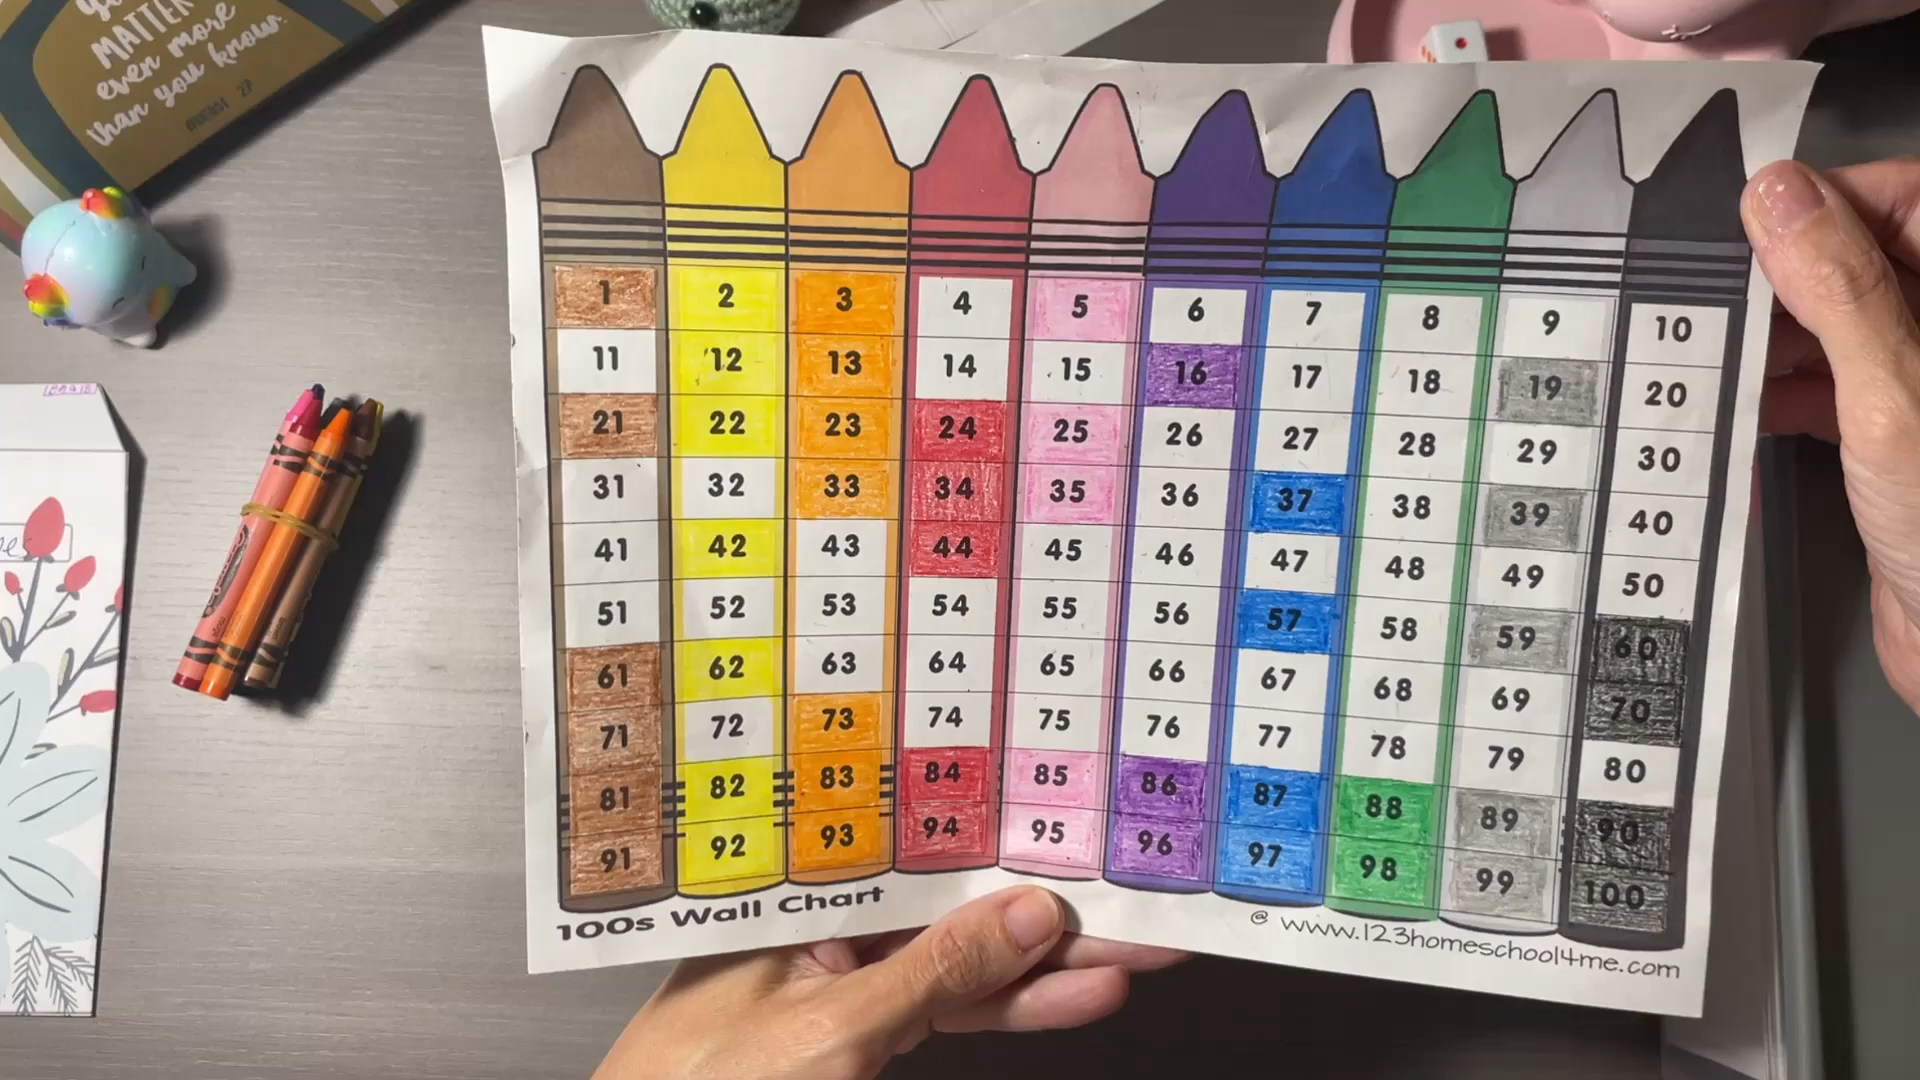 MATTER
even more
than you know.
1 2 3 4 5 6 7 8 9 10
11 12 13 14 15 16 17 18 19 20
21 22 23 24 25 26 27 28 29 30
31 32 33 34 35 36 37 38 39 40
41 42 43 44 45 46 47 48 49 50
51 52 53 54 55 56 57 58 59 60
61 62 63 64 65 66 67 68 69 70
71 72 73 74 75 76 77 78 79 80
81 82 83 84 85 86 87 88 89 90
91 92 93 94 95 96 97 98 99 100
100s Wall Chart
@ www.123homeschool4me.com